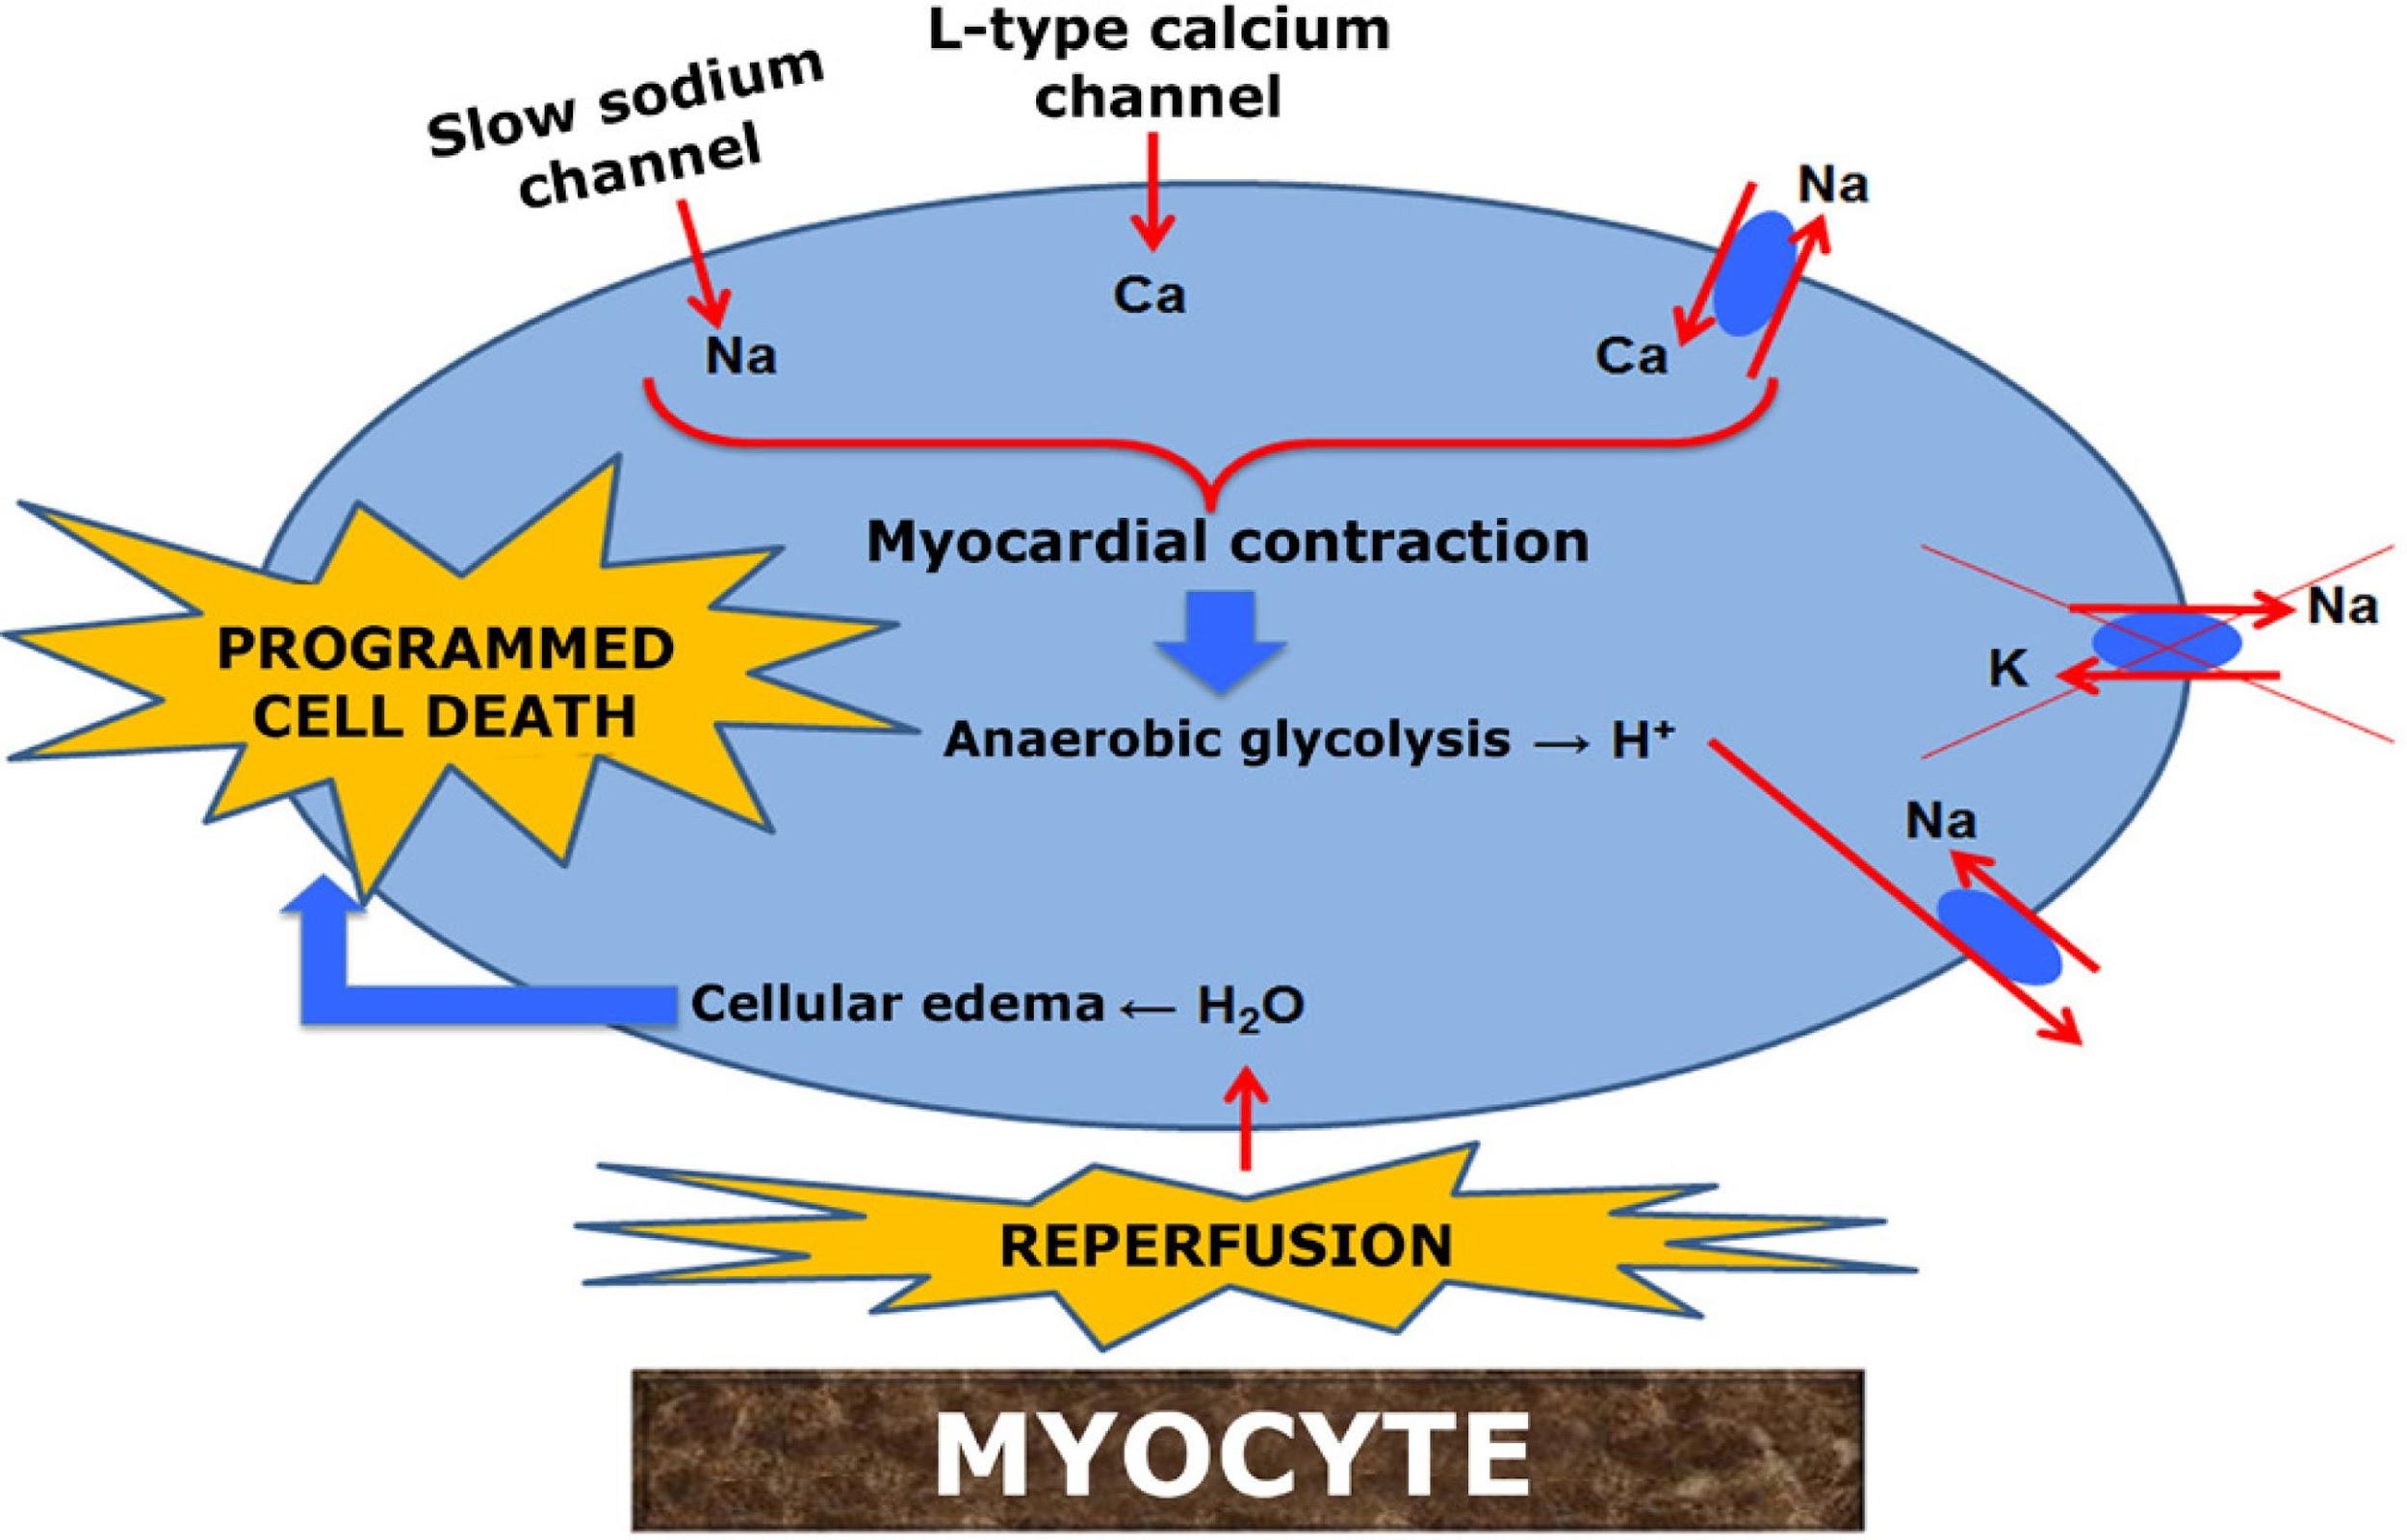 L-type calcium
channel
Slow sodium
channel
Na
Ca
Na
Ca
Myocardial contraction
PROGRAMMED
CELL DEATH
Na
K
Anaerobic glycolysis → H⁺
Na
Cellular edema ← H₂O
REPERFUSION
MYOCYTE